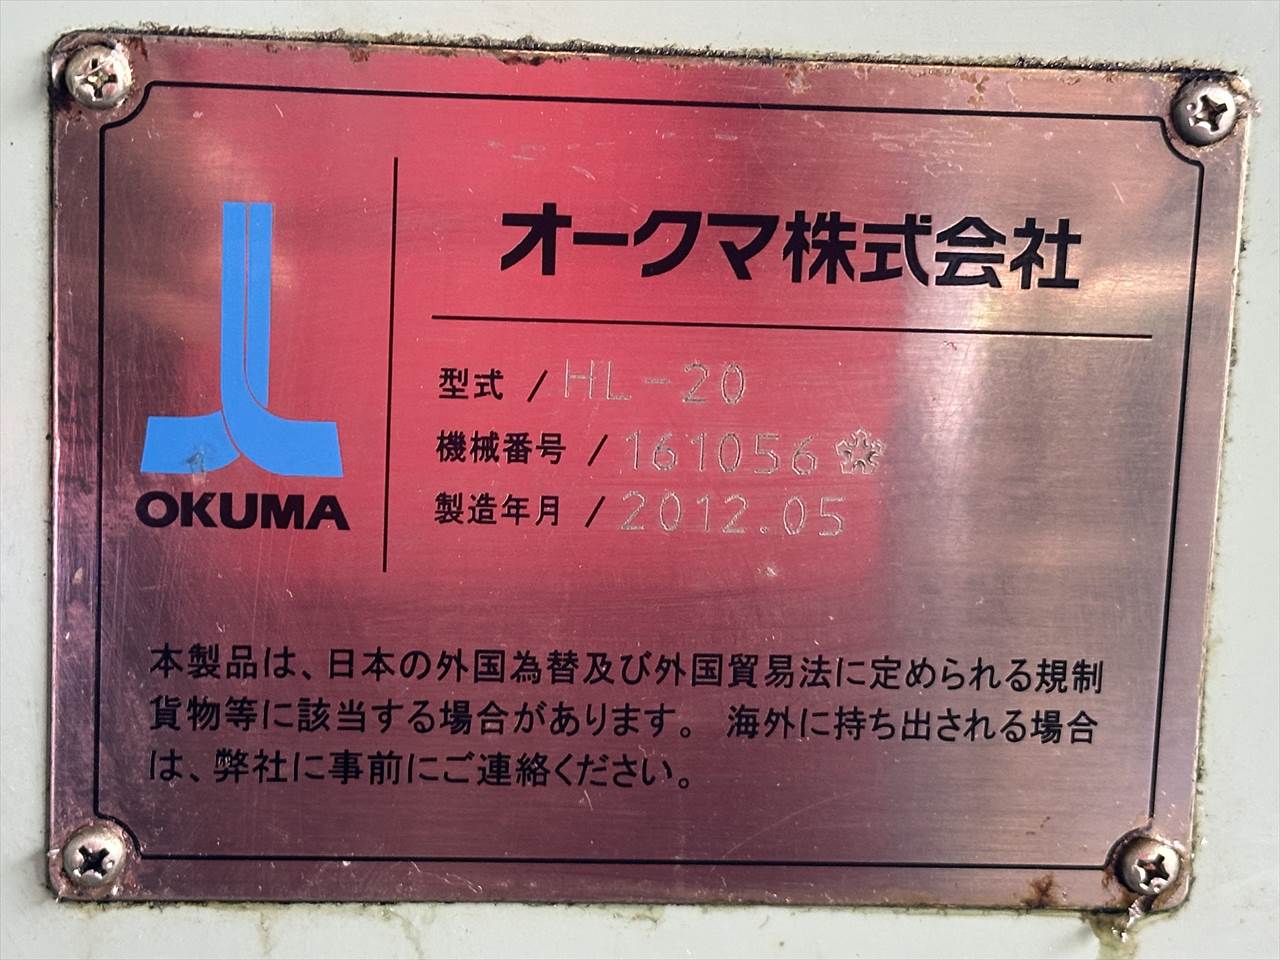 オークマ株式会社
OKUMA
型式 / HL-20
機械番号 / 161056
製造年月 / 2012.05
本製品は、日本の外国為替及び外国貿易法に定められる規制
貨物等に該当する場合があります。 海外に持ち出される場合
は、弊社に事前にご連絡ください。